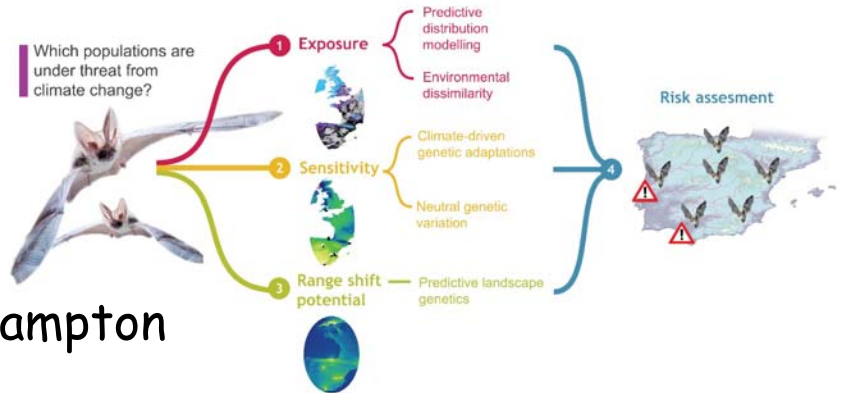 Which populations are
under threat from
climate change?
1 Exposure
Predictive
distribution
modelling
Environmental
dissimilarity
2 Sensitivity
Climate-driven
genetic adaptations
Neutral genetic
variation
3 Range shift
potential
Predictive landscape
genetics
4
Risk assesment
!
!
ampton